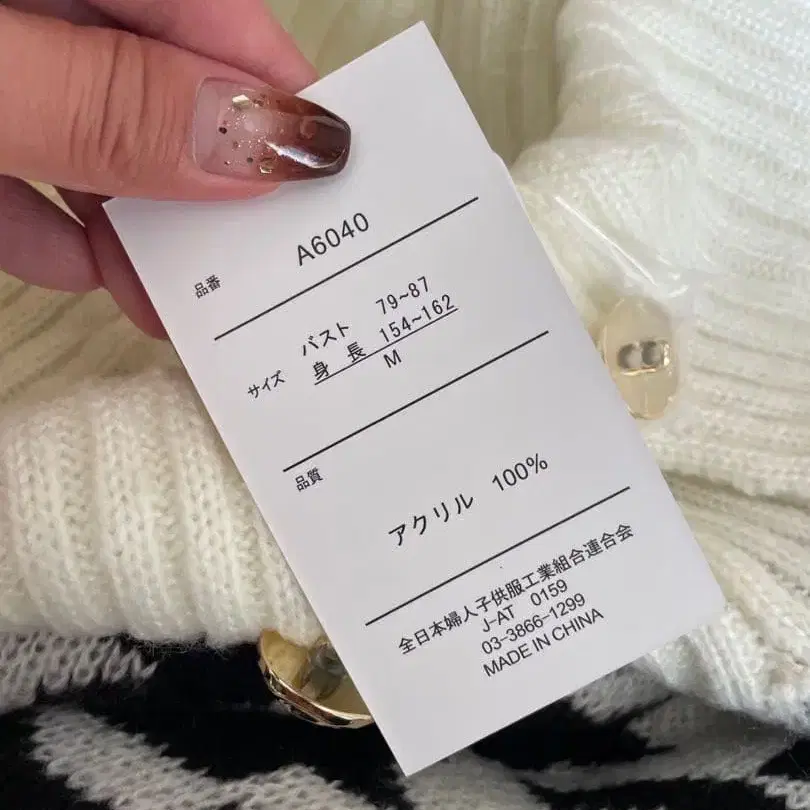 品番 A6040
サイズ バスト 79~87
身長 154~162
M
品質
アクリル 100%
全日本婦人子供服工業組合連合会
J-AT 0159
03-3866-1299
MADE IN CHINA